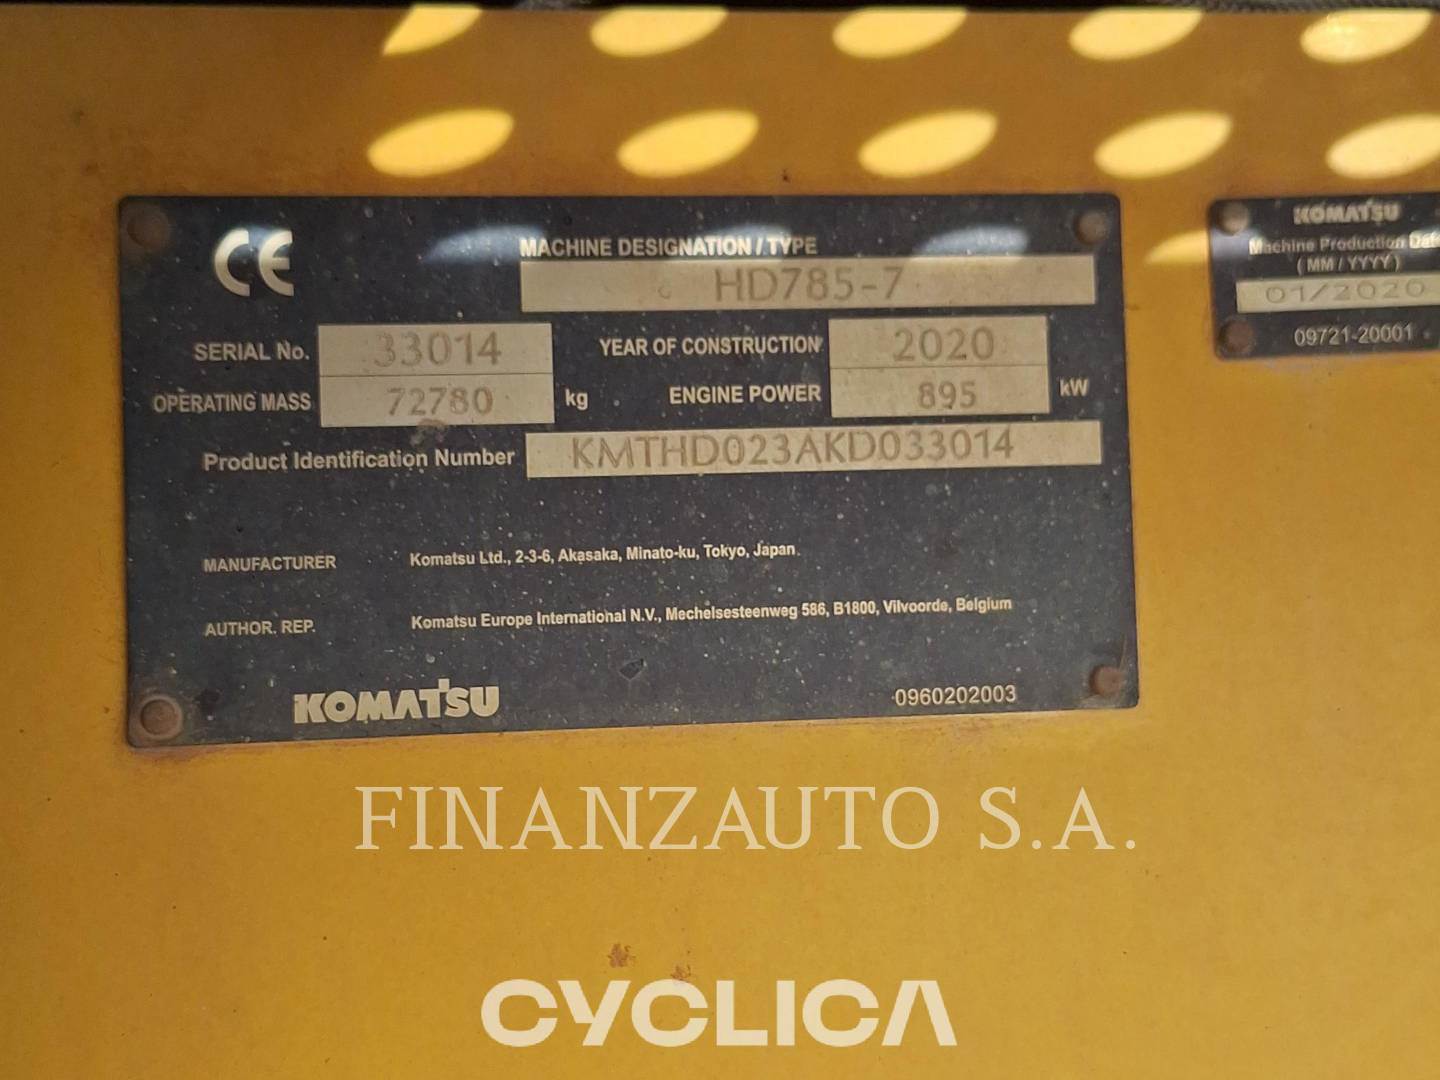 CE
MACHINE DESIGNATION / TYPE
HD785-7
SERIAL No. 33014 YEAR OF CONSTRUCTION 2020
OPERATING MASS 72780 kg ENGINE POWER 895 kW
Product Identification Number KMTHD023AKD033014
MANUFACTURER Komatsu Ltd., 2-3-6, Akasaka, Minato-ku, Tokyo, Japan
AUTHOR. REP. Komatsu Europe International N.V., Mechelsesteenweg 586, B1800, Vilvoorde, Belgium
KOMATSU 0960202003
KOMATSU
Machine Production Date
(MM / YYYY)
01/2020
09721-20001
FINANZAUTO S.A.
CYCLICA